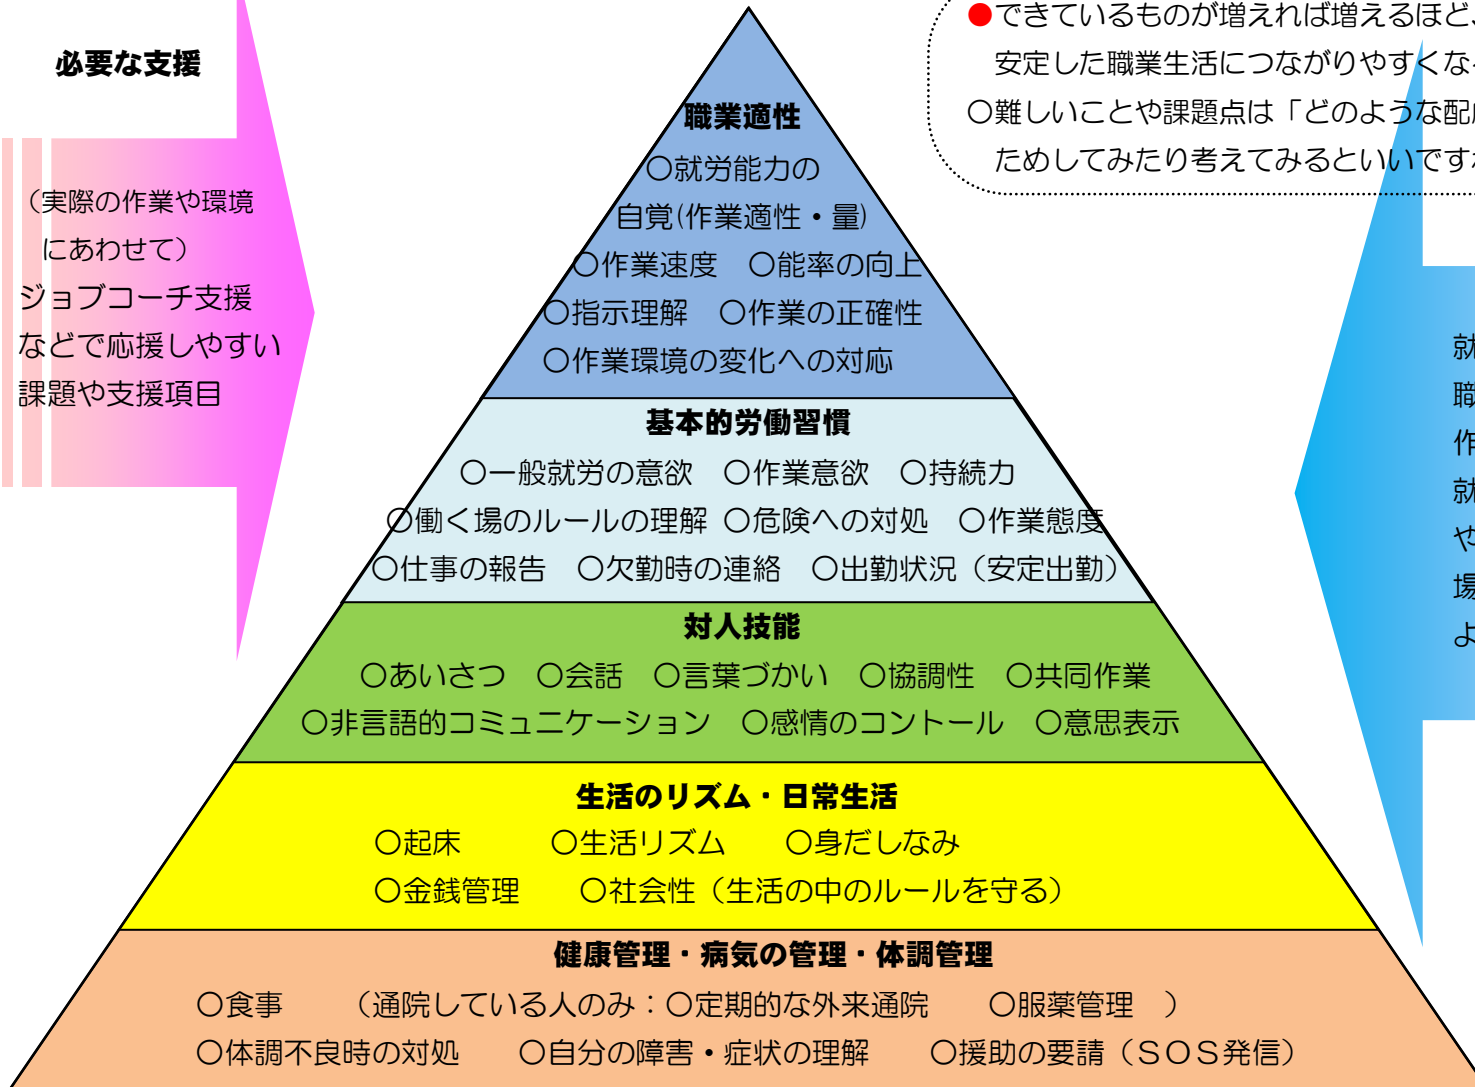 必要な支援
（実際の作業や環境
にあわせて）
ジョブコーチ支援
などで応援しやすい
課題や支援項目
●できているものが増えれば増えるほど、
安定した職業生活につながりやすくな
○難しいことや課題点は「どのような配
ためしてみたり考えてみるといいです
職業適性
○就労能力の
自覚(作業適性・量)
○作業速度　○能率の向上
○指示理解　○作業の正確性
○作業環境の変化への対応
基本的労働習慣
○一般就労の意欲　○作業意欲　○持続力
○働く場のルールの理解 ○危険への対処　○作業態度
○仕事の報告　○欠勤時の連絡　○出勤状況（安定出勤）
対人技能
○あいさつ　○会話　○言葉づかい　○協調性　○共同作業
○非言語的コミュニケーション　○感情のコントール　○意思表示
生活のリズム・日常生活
○起床　　　○生活リズム　　○身だしなみ
○金銭管理　　○社会性（生活の中のルールを守る）
健康管理・病気の管理・体調管理
○食事　　（通院している人のみ：○定期的な外来通院　　○服薬管理　）
○体調不良時の対処　　○自分の障害・症状の理解　　○援助の要請（ＳＯＳ発信）
就
職
作
就
や
場
よ